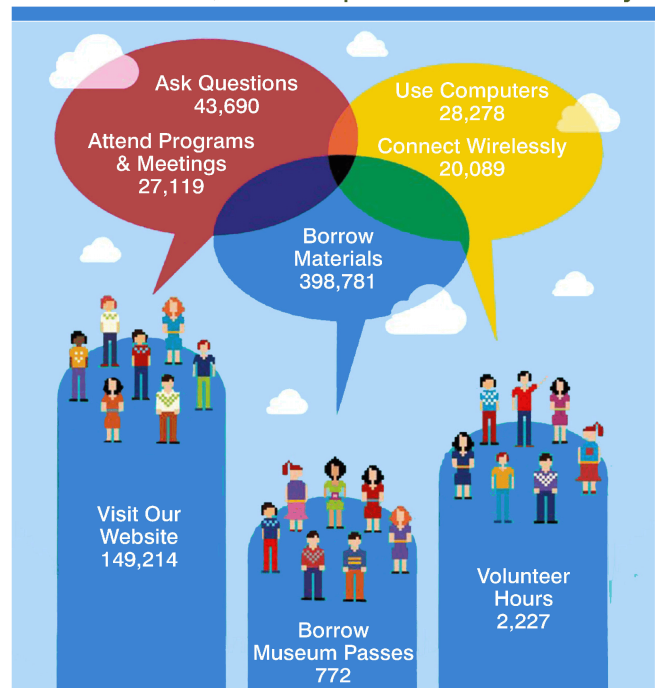 Ask Questions
43,690
Attend Programs
& Meetings
27,119
Use Computers
28,278
Connect Wirelessly
20,089
Borrow
Materials
398,781
Visit Our
Website
149,214
Borrow
Museum Passes
772
Volunteer
Hours
2,227